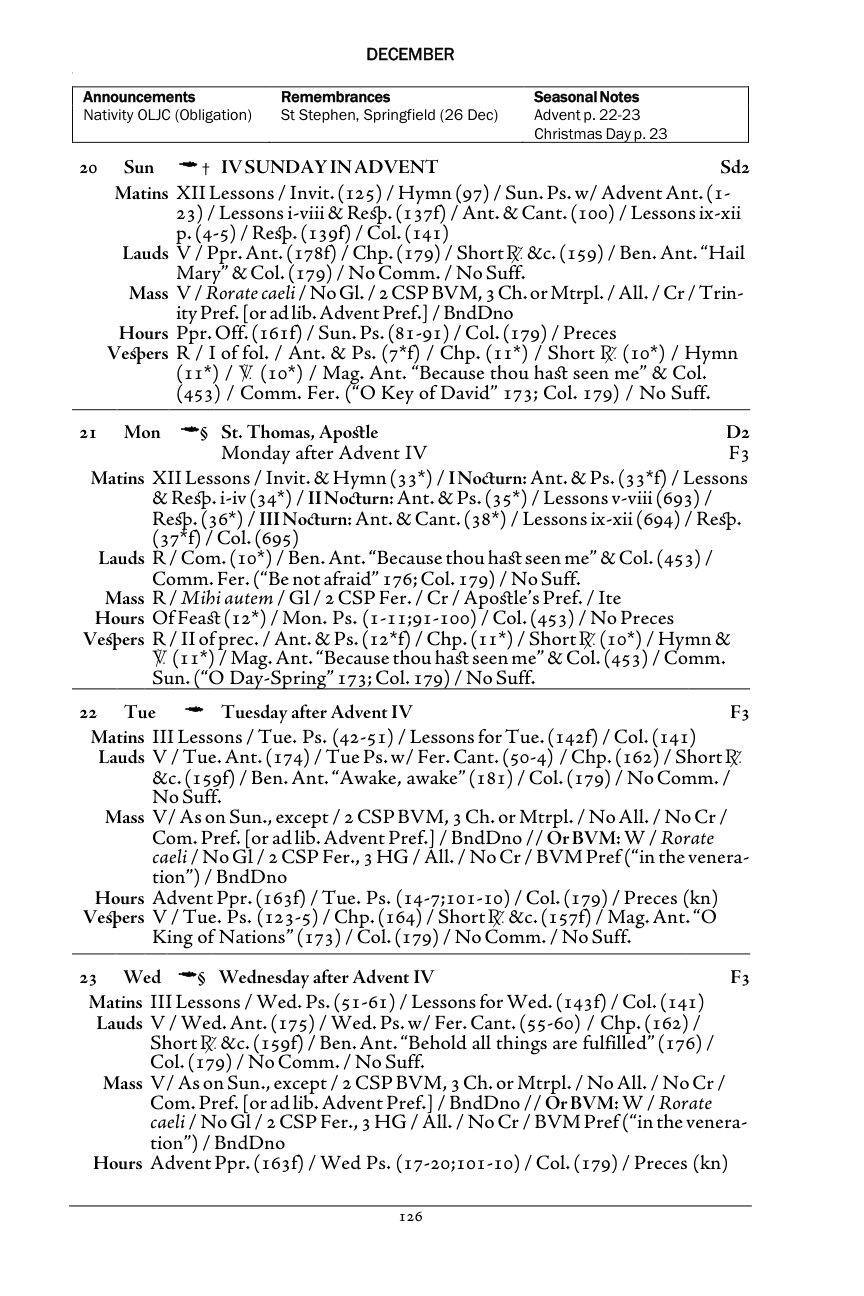 DECEMBER
Announcements Remembrances Seasonal Notes
Nativity OLJC (Obligation) St Stephen, Springfield (26 Dec) Advent p. 22-23
Christmas Day p. 23
20 Sun † IV SUNDAY IN ADVENT Sd2
Matins XII Lessons / Invit. (125) / Hymn (97) / Sun. Ps. w/ Advent Ant. (1-
23) / Lessons i-viii & Resp. (137f) / Ant. & Cant. (100) / Lessons ix-xii
p. (4-5) / Resp. (139f) / Col. (141)
Lauds V / Ppr. Ant. (178f) / Chp. (179) / Short ℟. &c. (159) / Ben. Ant. “Hail
Mary” & Col. (179) / No Comm. / No Suff.
Mass V / Rorate caeli / No Gl. / 2 CSP BVM, 3 Ch. or Mtrpl. / All. / Cr / Trin-
ity Pref. [or ad lib. Advent Pref.] / BndDno
Hours Ppr. Off. (161f) / Sun. Ps. (81-91) / Col. (179) / Preces
Vespers R / I of fol. / Ant. & Ps. (7*f) / Chp. (11*) / Short ℟. (10*) / Hymn
(11*) / ℣. (10*) / Mag. Ant. “Because thou hast seen me” & Col.
(453) / Comm. Fer. (“O Key of David” 173; Col. 179) / No Suff.
21 Mon § St. Thomas, Apostle D2
Monday after Advent IV F3
Matins XII Lessons / Invit. & Hymn (33*) / I Nocturn: Ant. & Ps. (33*f) / Lessons
& Resp. i-iv (34*) / II Nocturn: Ant. & Ps. (35*) / Lessons v-viii (693) /
Resp. (36*) / III Nocturn: Ant. & Cant. (38*) / Lessons ix-xii (694) / Resp.
(37*f) / Col. (695)
Lauds R / Com. (10*) / Ben. Ant. “Because thou hast seen me” & Col. (453) /
Comm. Fer. (“Be not afraid” 176; Col. 179) / No Suff.
Mass R / Mihi autem / Gl / 2 CSP Fer. / Cr / Apostle’s Pref. / Ite
Hours Of Feast (12*) / Mon. Ps. (1-11;91-100) / Col. (453) / No Preces
Vespers R / II of prec. / Ant. & Ps. (12*f) / Chp. (11*) / Short ℟. (10*) / Hymn &
℣. (11*) / Mag. Ant. “Because thou hast seen me” & Col. (453) / Comm.
Sun. (“O Day-Spring” 173; Col. 179) / No Suff.
22 Tue Tuesday after Advent IV F3
Matins III Lessons / Tue. Ps. (42-51) / Lessons for Tue. (142f) / Col. (141)
Lauds V / Tue. Ant. (174) / Tue Ps. w/ Fer. Cant. (50-4) / Chp. (162) / Short ℟.
&c. (159f) / Ben. Ant. “Awake, awake” (181) / Col. (179) / No Comm. /
No Suff.
Mass V/ As on Sun., except / 2 CSP BVM, 3 Ch. or Mtrpl. / No All. / No Cr /
Com. Pref. [or ad lib. Advent Pref.] / BndDno // Or BVM: W / Rorate
caeli / No Gl / 2 CSP Fer., 3 HG / All. / No Cr / BVM Pref (“in the venera-
tion”) / BndDno
Hours Advent Ppr. (163f) / Tue. Ps. (14-7;101-10) / Col. (179) / Preces (kn)
Vespers V / Tue. Ps. (123-5) / Chp. (164) / Short ℟. &c. (157f) / Mag. Ant. “O
King of Nations” (173) / Col. (179) / No Comm. / No Suff.
23 Wed § Wednesday after Advent IV F3
Matins III Lessons / Wed. Ps. (51-61) / Lessons for Wed. (143f) / Col. (141)
Lauds V / Wed. Ant. (175) / Wed. Ps. w/ Fer. Cant. (55-60) / Chp. (162) /
Short ℟. &c. (159f) / Ben. Ant. “Behold all things are fulfilled” (176) /
Col. (179) / No Comm. / No Suff.
Mass V/ As on Sun., except / 2 CSP BVM, 3 Ch. or Mtrpl. / No All. / No Cr /
Com. Pref. [or ad lib. Advent Pref.] / BndDno // Or BVM: W / Rorate
caeli / No Gl / 2 CSP Fer., 3 HG / All. / No Cr / BVM Pref (“in the venera-
tion”) / BndDno
Hours Advent Ppr. (163f) / Wed Ps. (17-20;101-10) / Col. (179) / Preces (kn)
126